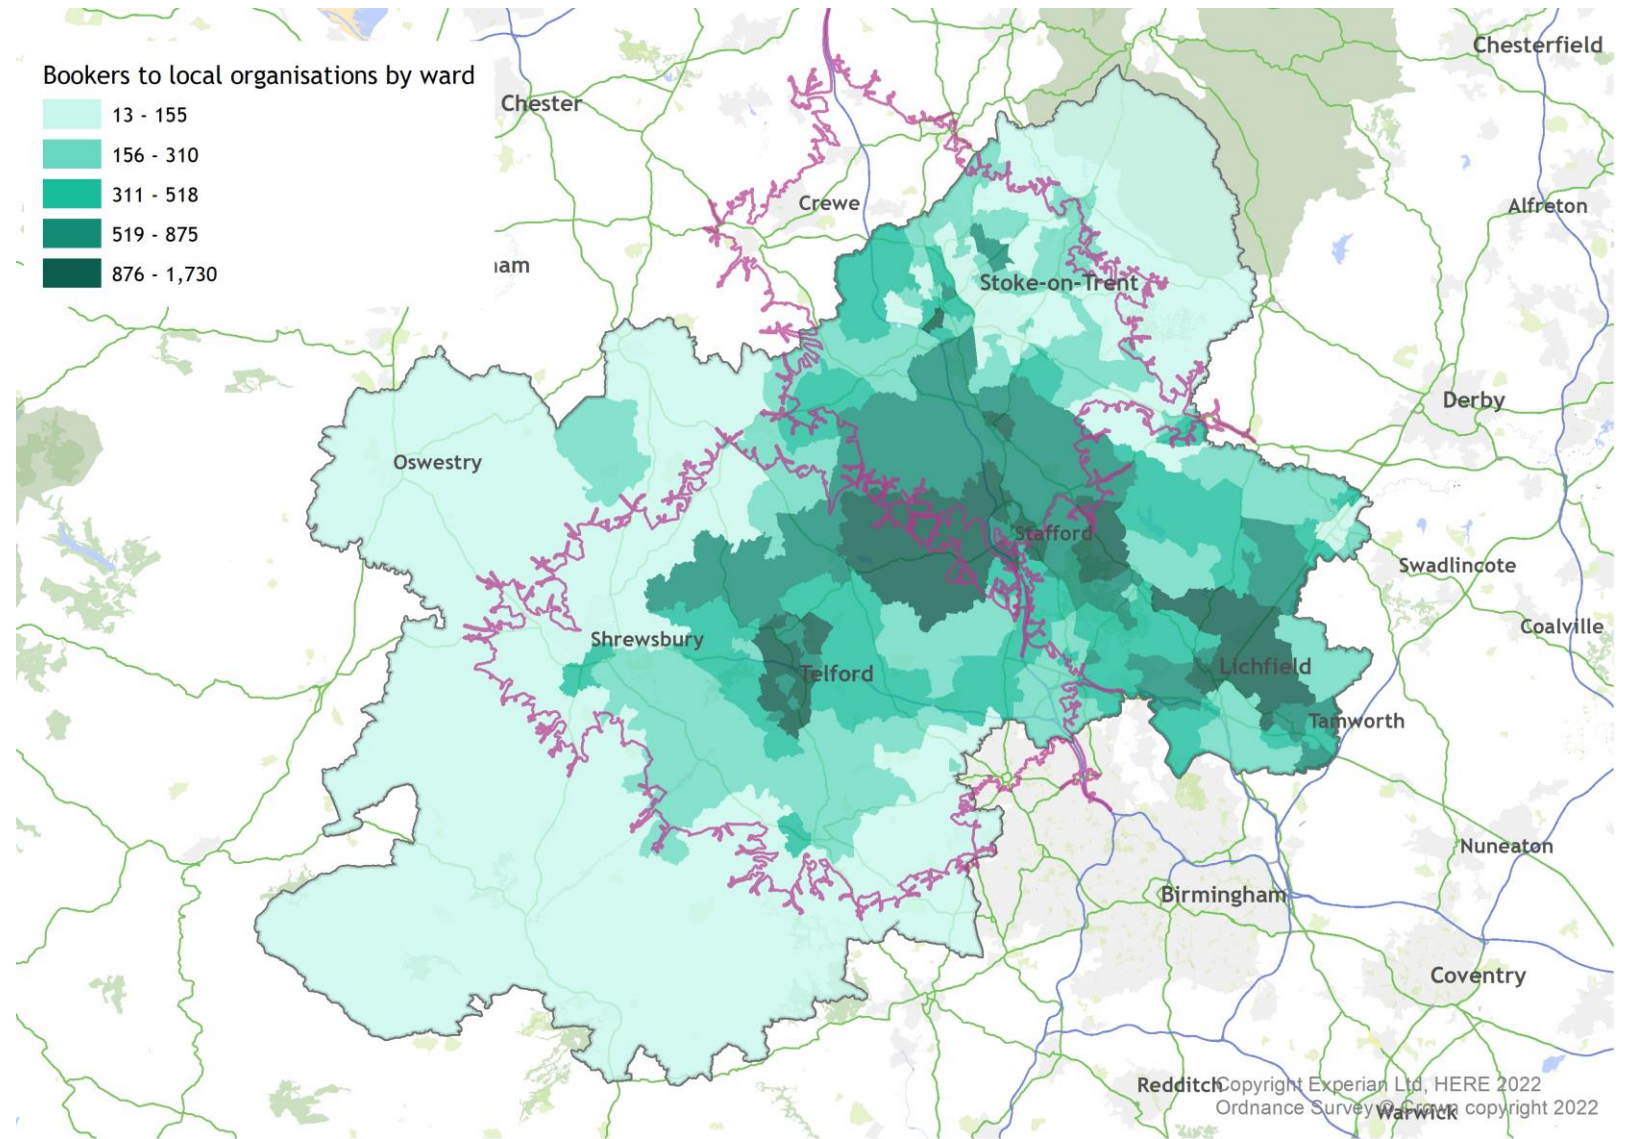 Bookers to local organisations by ward
13 - 155
156 - 310
311 - 518
519 - 875
876 - 1,730
Chesterfield
Chester
Crewe
Alfreton
am
Stoke-on-Trent
Derby
Oswestry
Stafford
Swadlincote
Coalville
Shrewsbury
Telford
Lichfield
Tamworth
Nuneaton
Birmingham
Coventry
Redditch
Copyright Experian Ltd, HERE 2022
Ordnance Survey © Crown copyright 2022
Warwick